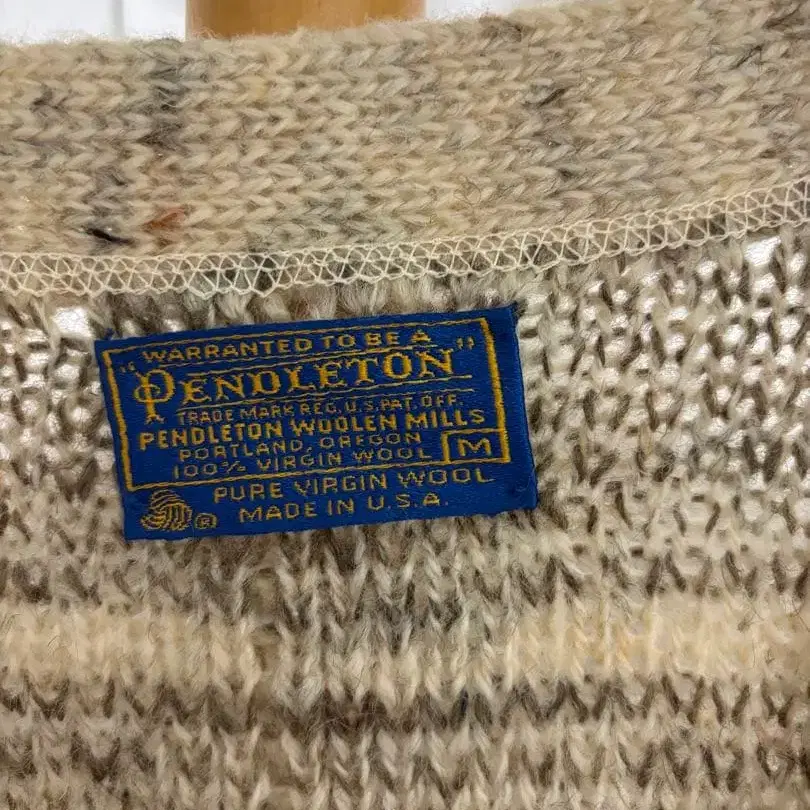 "WARRANTED TO BE A
PENDLETON"
TRADE MARK REG. U.S. PAT. OFF.
PENDLETON WOOLEN MILLS
PORTLAND, OREGON
100% VIRGIN WOOL M
PURE VIRGIN WOOL
® MADE IN U.S.A.